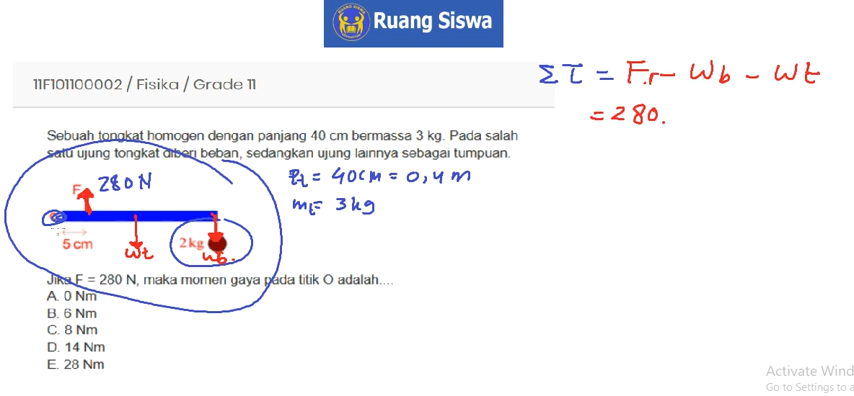 Ruang Siswa
11F101100002 / Fisika / Grade 11
Σ τ = F.r - Wb - Wt
= 280.
Sebuah tongkat homogen dengan panjang 40 cm bermassa 3 kg. Pada salah
satu ujung tongkat diberi beban, sedangkan ujung lainnya sebagai tumpuan.
F 280 N
5 cm
Wt
2 kg
Wb.
= 40 cm = 0,4 m
= 3 kg
Jika F = 280 N, maka momen gaya pada titik O adalah....
A. 0 Nm
B. 6 Nm
C. 8 Nm
D. 14 Nm
E. 28 Nm
Activate Wind
Go to Settings to a